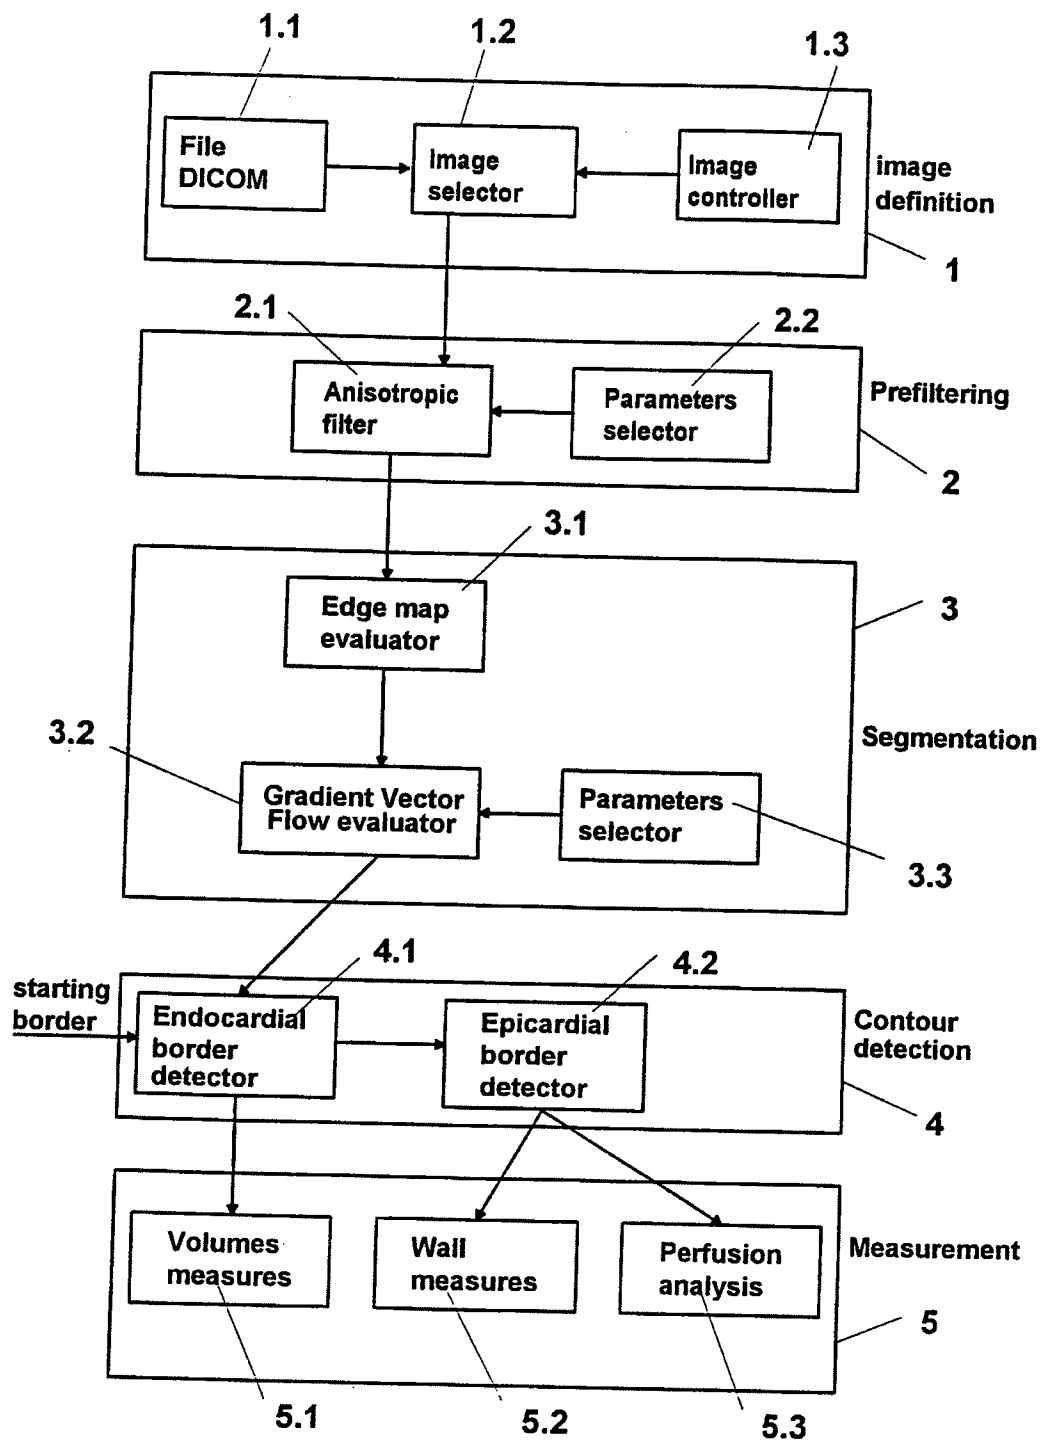 1.1
1.2
1.3
File
DICOM
Image
selector
Image
controller
image
definition
1
2.1
2.2
Anisotropic
filter
Parameters
selector
Prefiltering
2
3.1
Edge map
evaluator
3
3.2
Segmentation
Gradient Vector
Flow evaluator
Parameters
selector
3.3
4.1
4.2
starting
border
Endocardial
border
detector
Epicardial
border
detector
Contour
detection
4
Volumes
measures
Wall
measures
Perfusion
analysis
Measurement
5
5.1
5.2
5.3